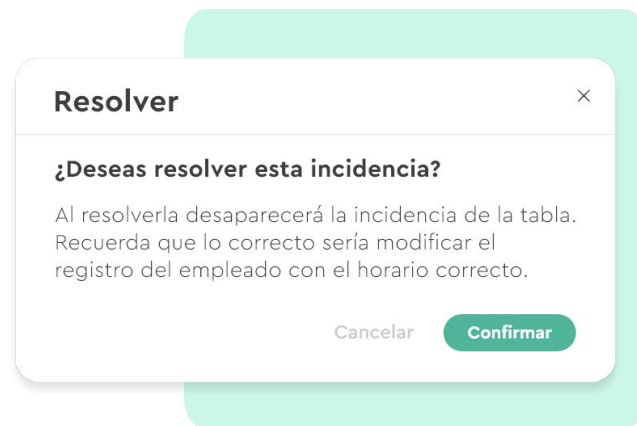 Resolver
¿Deseas resolver esta incidencia?
Al resolverla desaparecerá la incidencia de la tabla.
Recuerda que lo correcto sería modificar el
registro del empleado con el horario correcto.
Cancelar
Confirmar